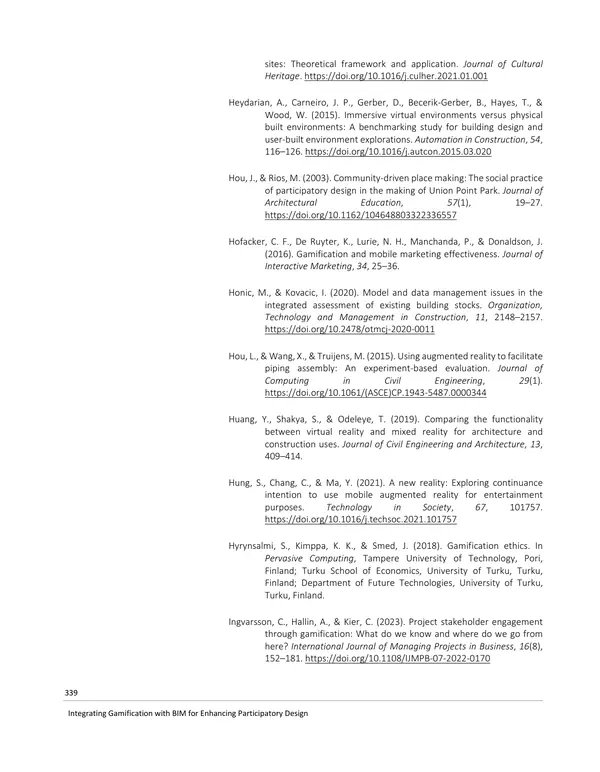 sites: Theoretical framework and application. Journal of Cultural
Heritage. https://doi.org/10.1016/j.culher.2021.01.001
Heydarian, A., Carneiro, J. P., Gerber, D., Becerik-Gerber, B., Hayes, T., &
Wood, W. (2015). Immersive virtual environments versus physical
built environments: A benchmarking study for building design and
user-built environment explorations. Automation in Construction, 54,
116–126. https://doi.org/10.1016/j.autcon.2015.03.020
Hou, J., & Rios, M. (2003). Community-driven place making: The social practice
of participatory design in the making of Union Point Park. Journal of
Architectural Education, 57(1), 19–27.
https://doi.org/10.1162/104648803322336557
Hofacker, C. F., De Ruyter, K., Lurie, N. H., Manchanda, P., & Donaldson, J.
(2016). Gamification and mobile marketing effectiveness. Journal of
Interactive Marketing, 34, 25–36.
Honic, M., & Kovacic, I. (2020). Model and data management issues in the
integrated assessment of existing building stocks. Organization,
Technology and Management in Construction, 11, 2148–2157.
https://doi.org/10.2478/otmcj-2020-0011
Hou, L., & Wang, X., & Truijens, M. (2015). Using augmented reality to facilitate
piping assembly: An experiment-based evaluation. Journal of
Computing in Civil Engineering, 29(1).
https://doi.org/10.1061/(ASCE)CP.1943-5487.0000344
Huang, Y., Shakya, S., & Odeleye, T. (2019). Comparing the functionality
between virtual reality and mixed reality for architecture and
construction uses. Journal of Civil Engineering and Architecture, 13,
409–414.
Hung, S., Chang, C., & Ma, Y. (2021). A new reality: Exploring continuance
intention to use mobile augmented reality for entertainment
purposes. Technology in Society, 67, 101757.
https://doi.org/10.1016/j.techsoc.2021.101757
Hyrynsalmi, S., Kimppa, K. K., & Smed, J. (2018). Gamification ethics. In
Pervasive Computing, Tampere University of Technology, Pori,
Finland; Turku School of Economics, University of Turku, Turku,
Finland; Department of Future Technologies, University of Turku,
Turku, Finland.
Ingvarsson, C., Hallin, A., & Kier, C. (2023). Project stakeholder engagement
through gamification: What do we know and where do we go from
here? International Journal of Managing Projects in Business, 16(8),
152–181. https://doi.org/10.1108/IJMPB-07-2022-0170
339
Integrating Gamification with BIM for Enhancing Participatory Design